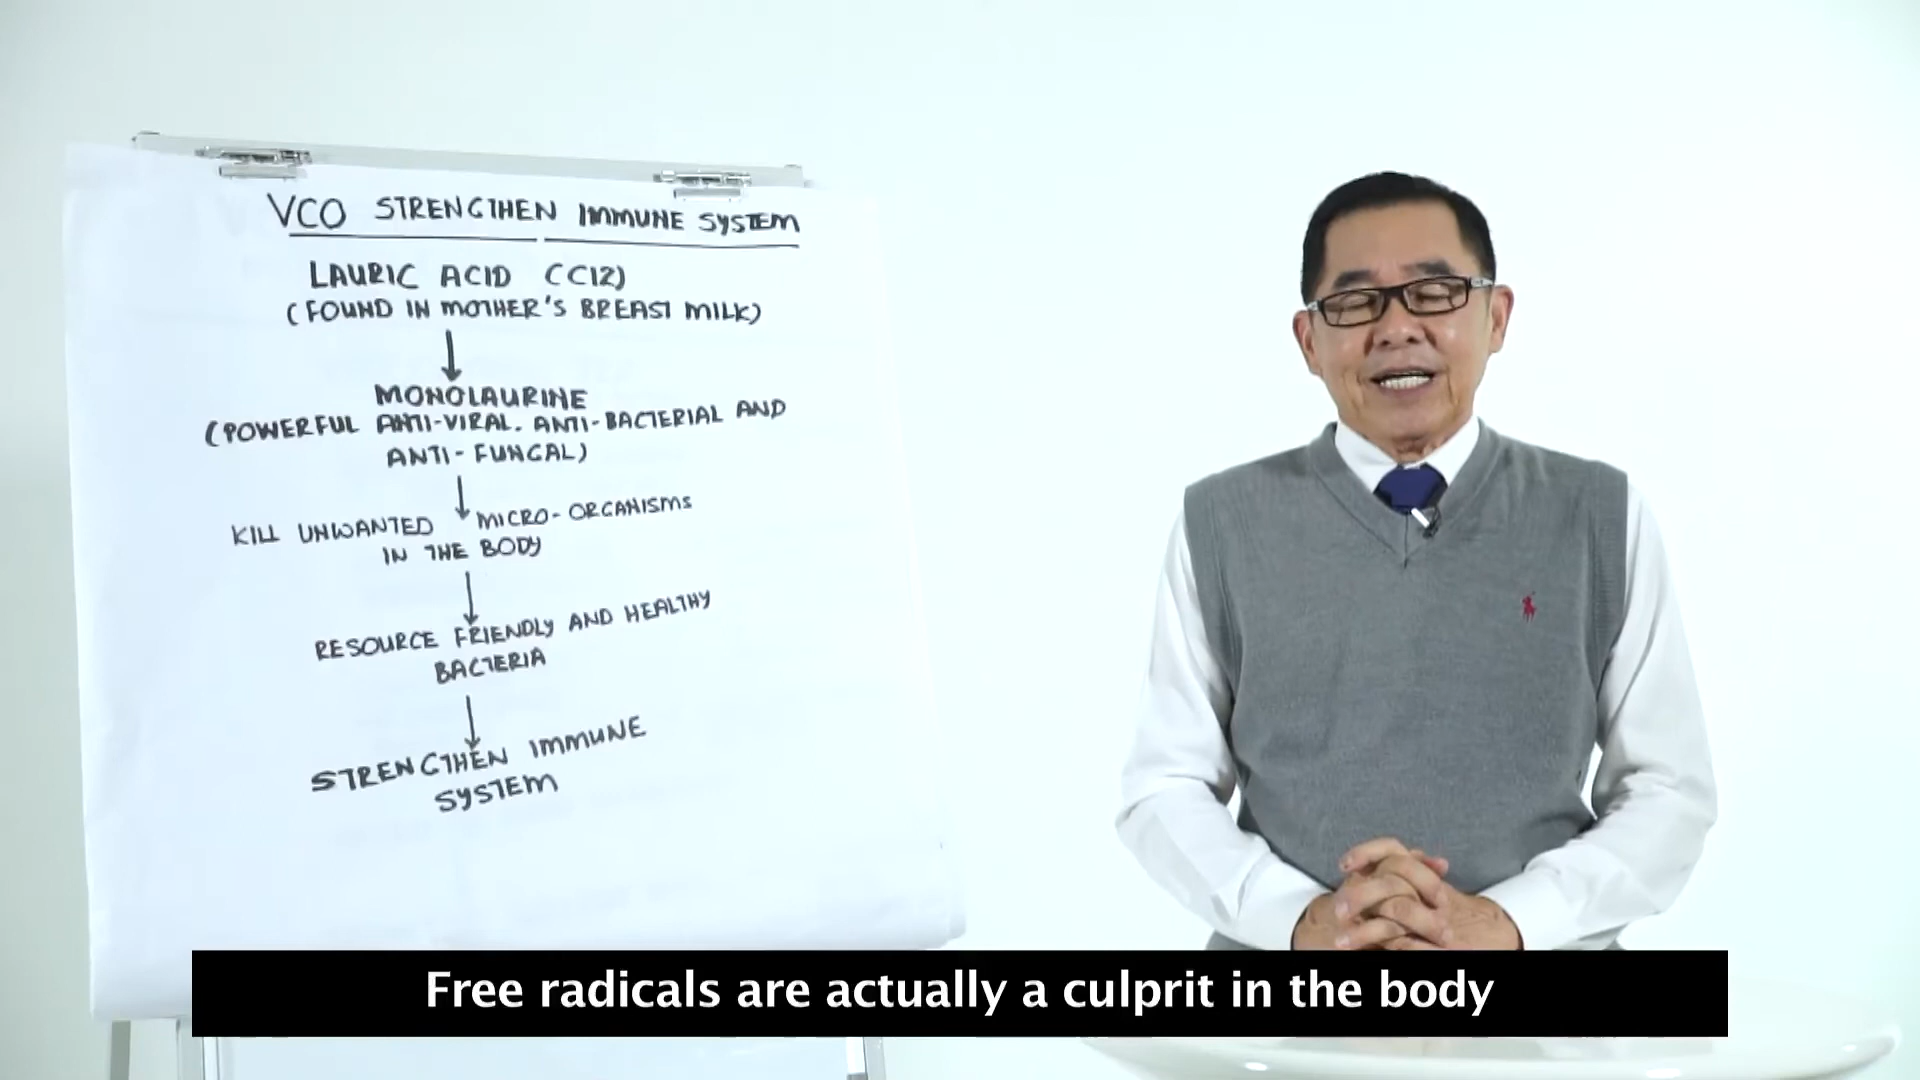 VCO STRENGTHEN IMMUNE SYSTEM
LAURIC ACID (C12)
(FOUND IN MOTHER'S BREAST MILK)
MONOLAURINE
(POWERFUL ANTI-VIRAL. ANTI-BACTERIAL AND
ANTI-FUNGAL)
KILL UNWANTED MICRO-ORGANISMS
IN THE BODY
RESOURCE FRIENDLY AND HEALTHY
BACTERIA
STRENGTHEN IMMUNE
SYSTEM
Free radicals are actually a culprit in the body